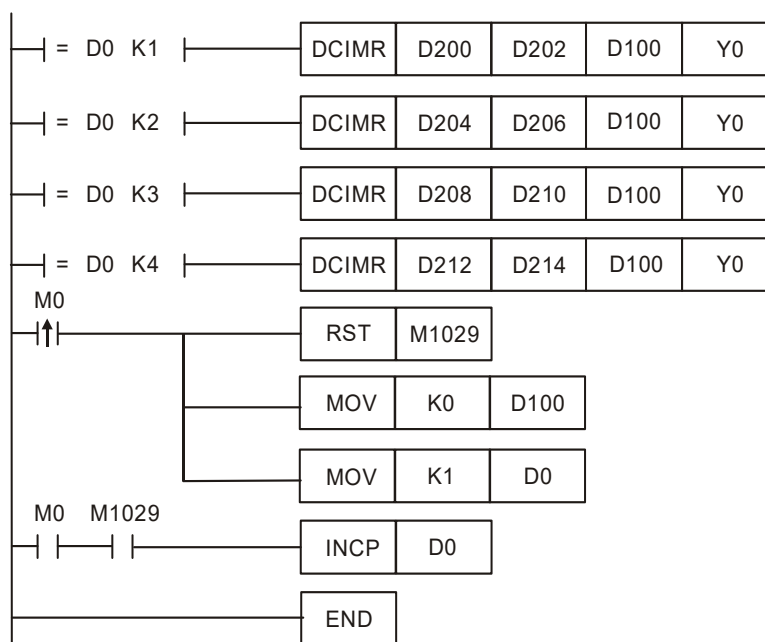 = D0 K1 DCIMR D200 D202 D100 Y0
= D0 K2 DCIMR D204 D206 D100 Y0
= D0 K3 DCIMR D208 D210 D100 Y0
= D0 K4 DCIMR D212 D214 D100 Y0
M0
RST M1029
MOV K0 D100
MOV K1 D0
M0 M1029
INCP D0
END